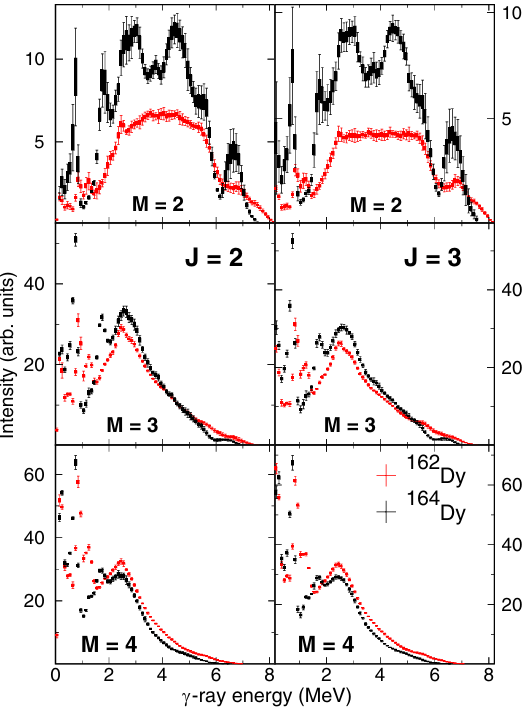 10
10
5
5
M = 2
M = 2
J = 2
J = 3
40
40
20
20
M = 3
M = 3
Intensity (arb. units)
162Dy
164Dy
60
60
40
40
20
20
M = 4
M = 4
0 2 4 6 8 0 2 4 6 8
γ-ray energy (MeV)